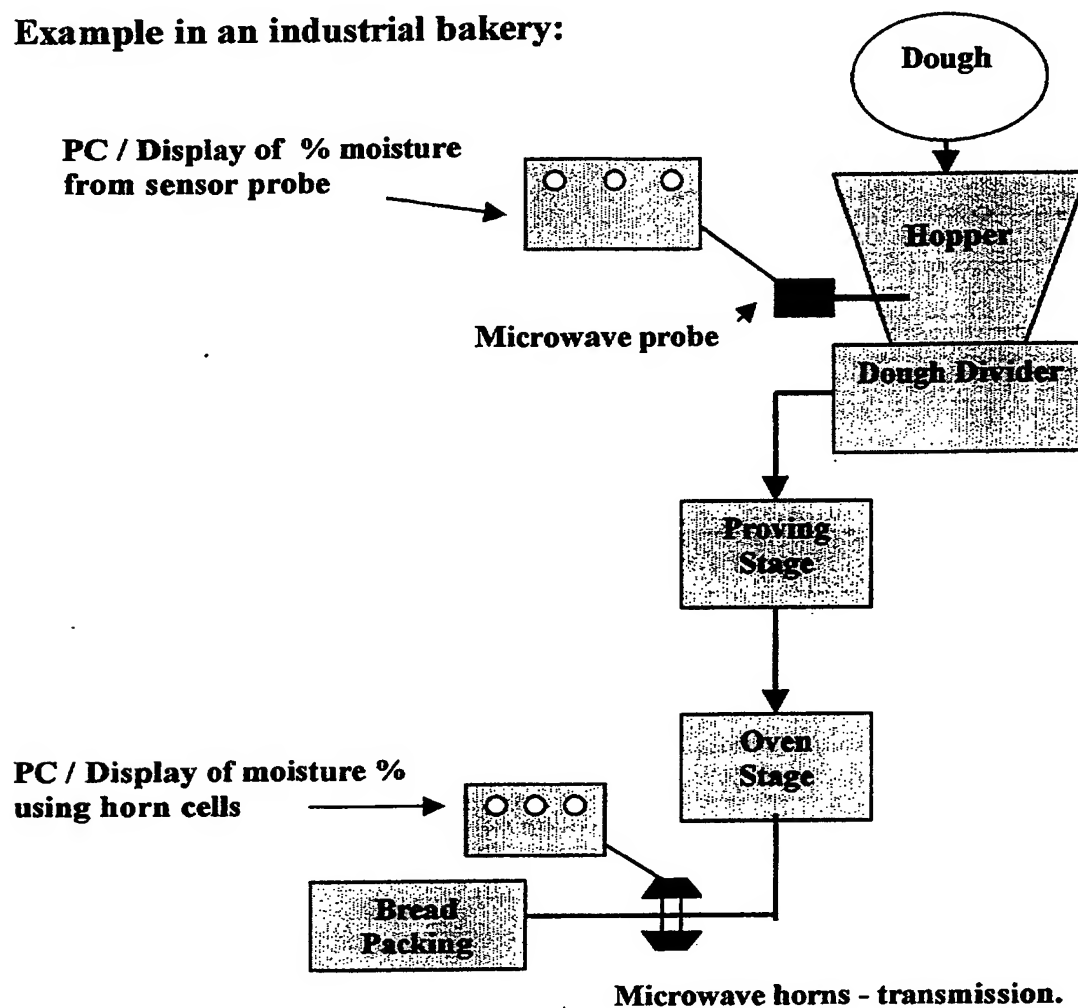 Example in an industrial bakery:
Dough
PC / Display of % moisture
from sensor probe
Hopper
Microwave probe
Dough Divider
Proving
Stage
Oven
Stage
PC / Display of moisture %
using horn cells
Bread
Packing
Microwave horns - transmission.